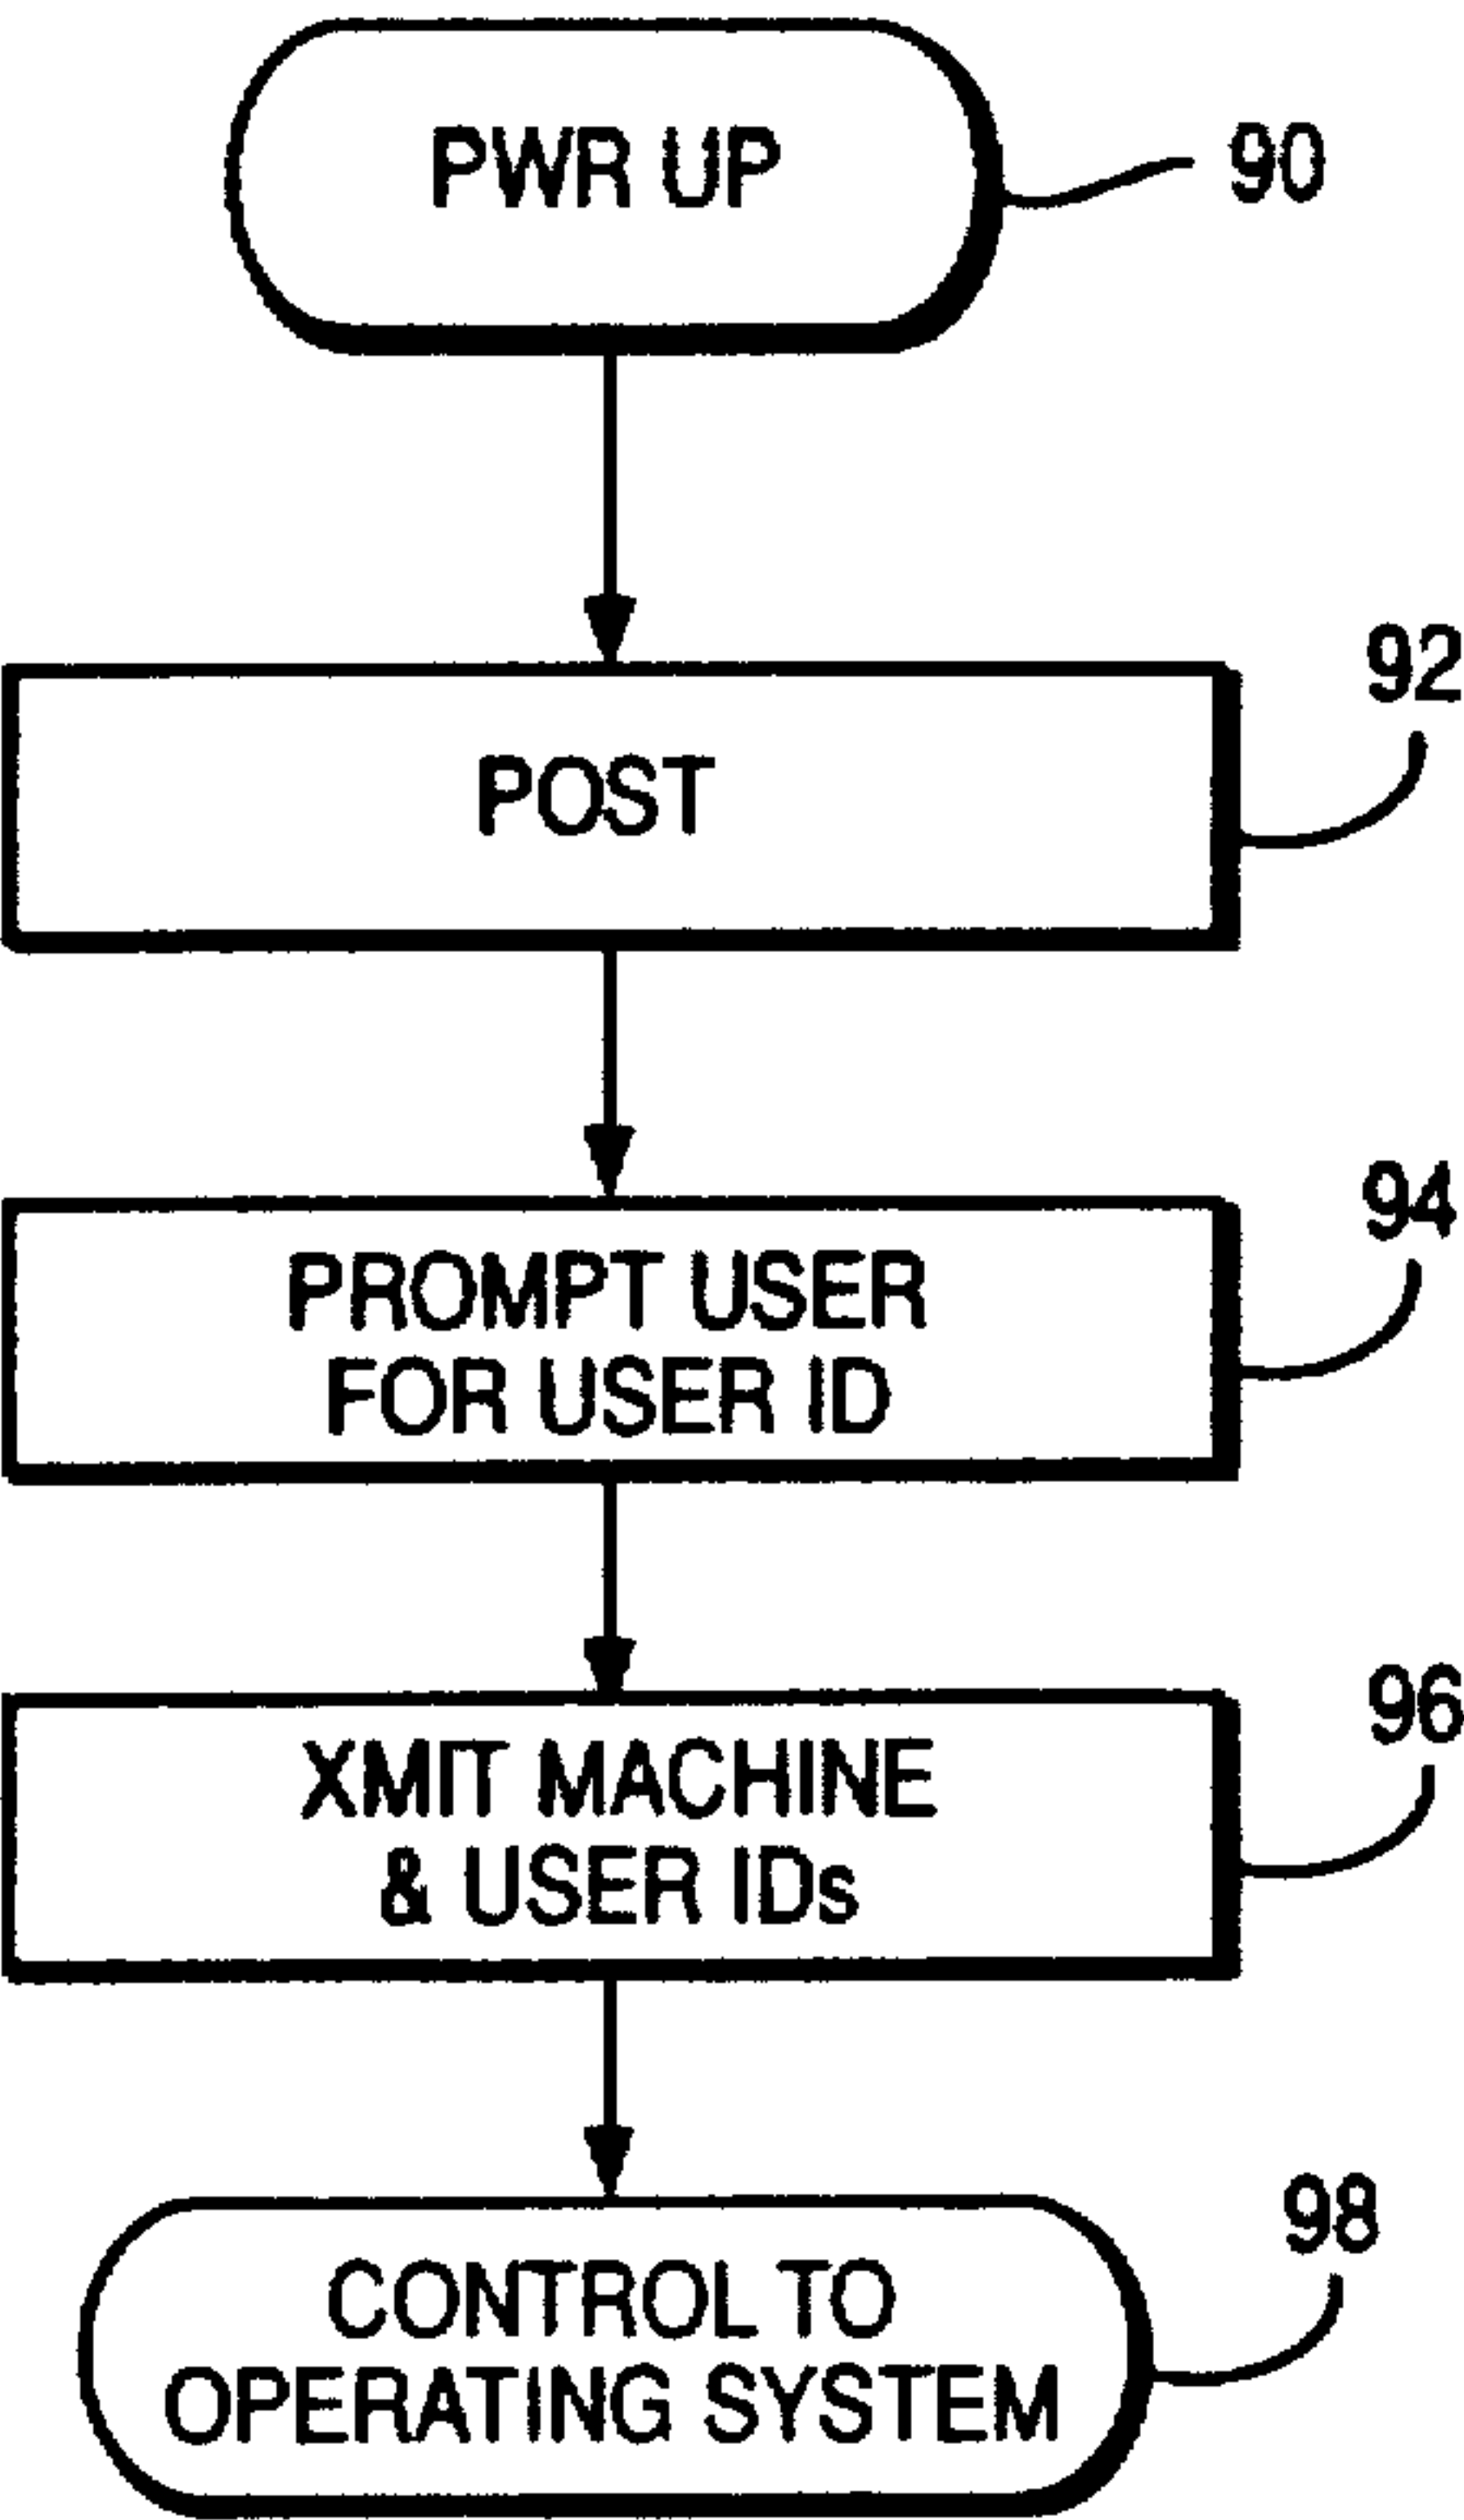 PWR UP
90
92
POST
94
PROMPT USER
FOR USER ID
96
XMIT MACHINE
& USER IDs
98
CONTROL TO
OPERATING SYSTEM